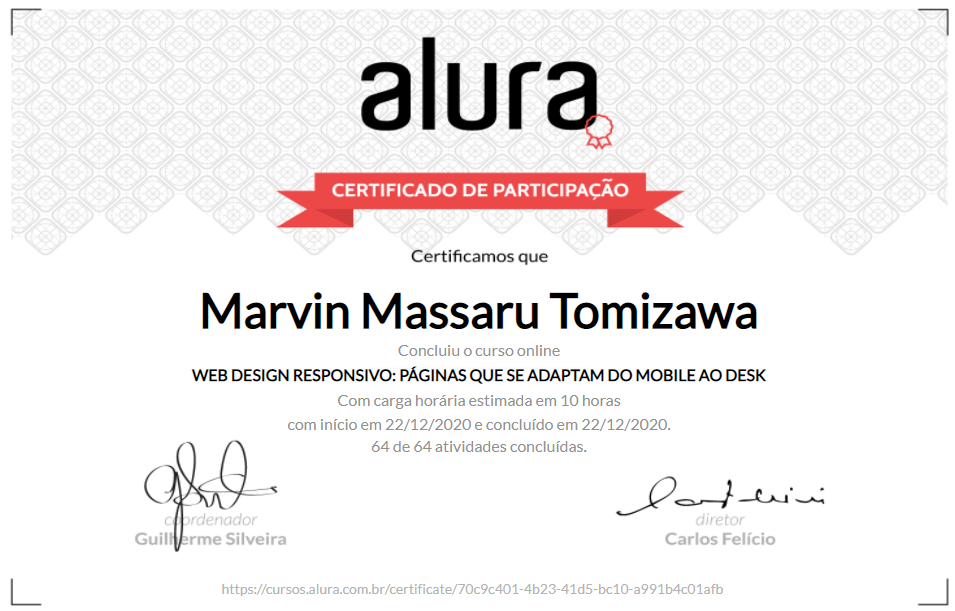 alura
CERTIFICADO DE PARTICIPAÇÃO
Certificamos que
Marvin Massaru Tomizawa
Concluiu o curso online
WEB DESIGN RESPONSIVO: PÁGINAS QUE SE ADAPTAM DO MOBILE AO DESK
Com carga horária estimada em 10 horas
com início em 22/12/2020 e concluído em 22/12/2020.
64 de 64 atividades concluídas.
coordenador
Guilherme Silveira
diretor
Carlos Felício
https://cursos.alura.com.br/certificate/70c9c401-4b23-41d5-bc10-a991b4c01afb